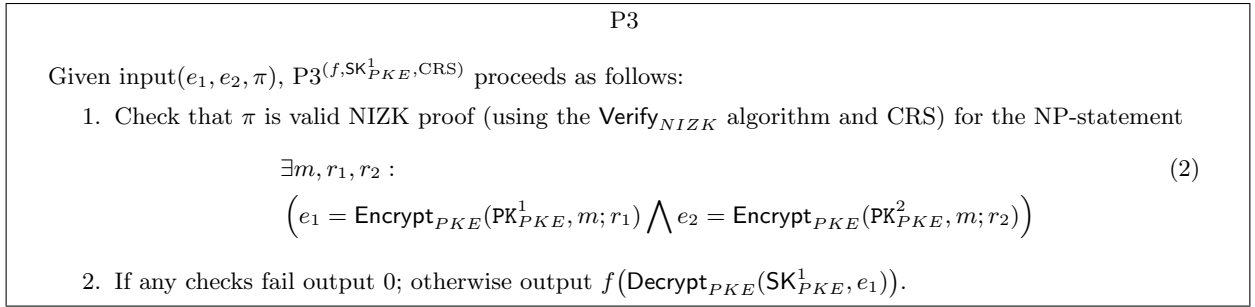 P3
Given input(e₁, e₂, π), P3^(f,SK¹_PKE,CRS) proceeds as follows:
1. Check that π is valid NIZK proof (using the Verify_NIZK algorithm and CRS) for the NP-statement
∃m, r₁, r₂ : (2)
(e₁ = Encrypt_PKE(PK¹_PKE, m; r₁) ⋀ e₂ = Encrypt_PKE(PK²_PKE, m; r₂))
2. If any checks fail output 0; otherwise output f(Decrypt_PKE(SK¹_PKE, e₁)).